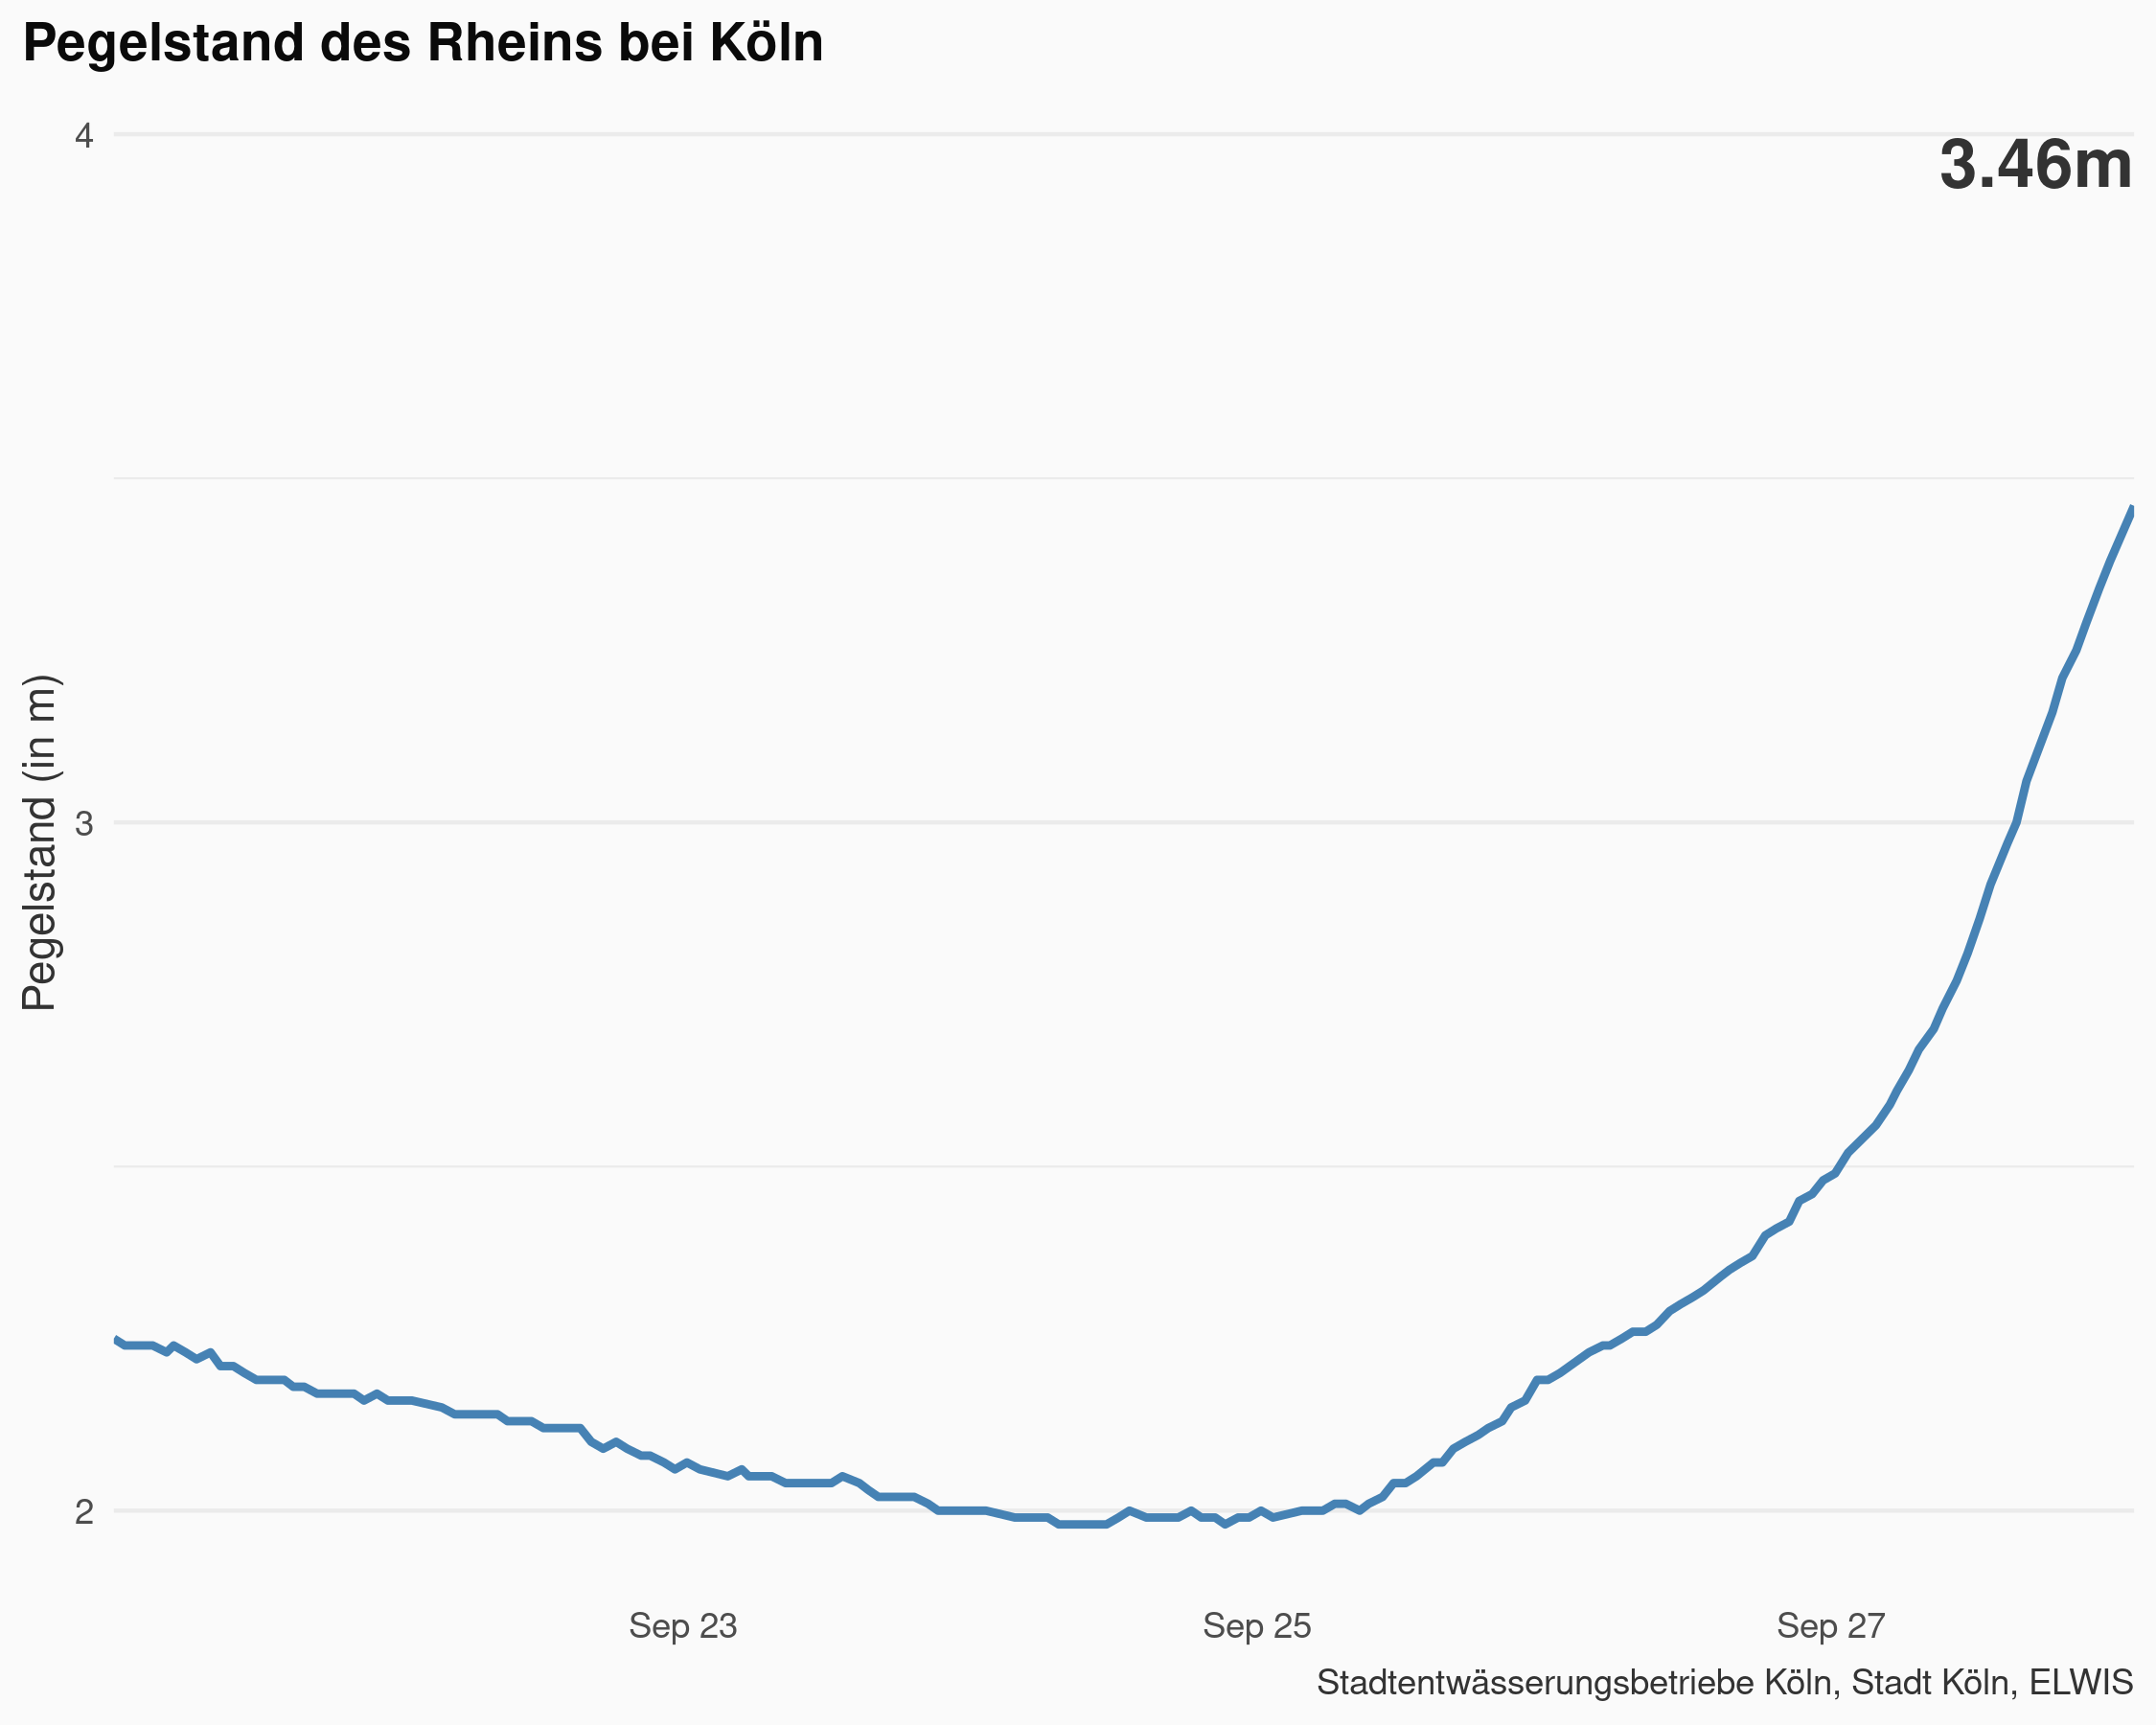 Pegelstand des Rheins bei Köln
4
3.46m
Pegelstand (in m)
3
2
Sep 23
Sep 25
Sep 27
Stadtentwässerungsbetriebe Köln, Stadt Köln, ELWIS